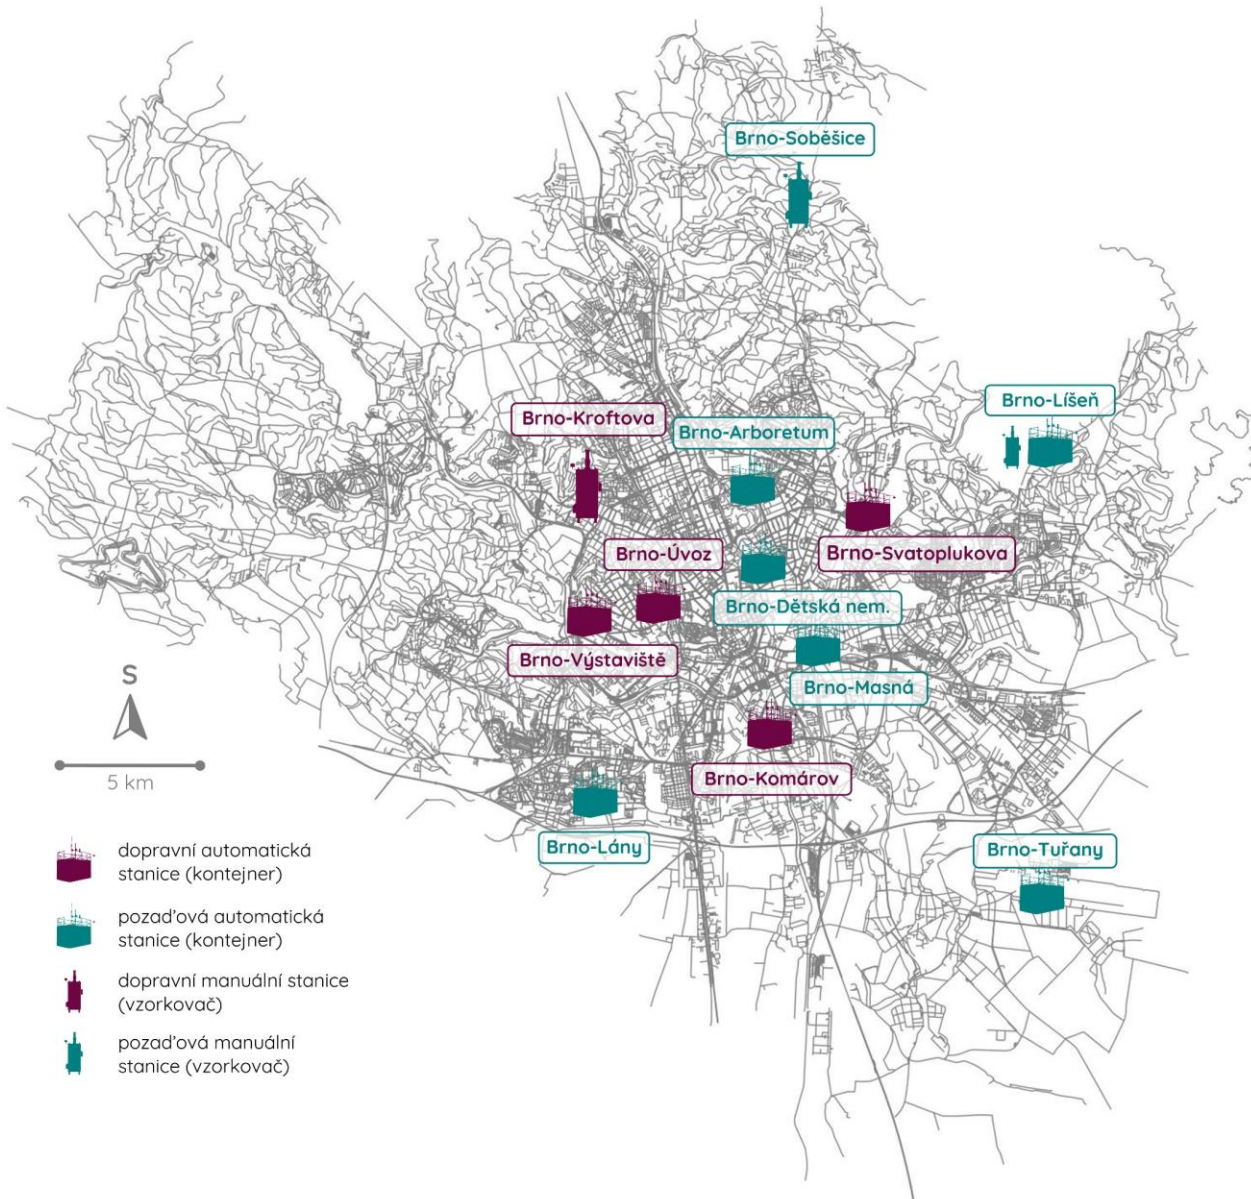 Brno-Soběšice
Brno-Líšeň
Brno-Kroftova
Brno-Arboretum
Brno-Úvoz
Brno-Svatoplukova
Brno-Dětská nem.
Brno-Výstaviště
Brno-Masná
S
5 km
Brno-Komárov
Brno-Lány
Brno-Tuřany
dopravní automatická
stanice (kontejner)
pozaďová automatická
stanice (kontejner)
dopravní manuální stanice
(vzorkovač)
pozaďová manuální
stanice (vzorkovač)